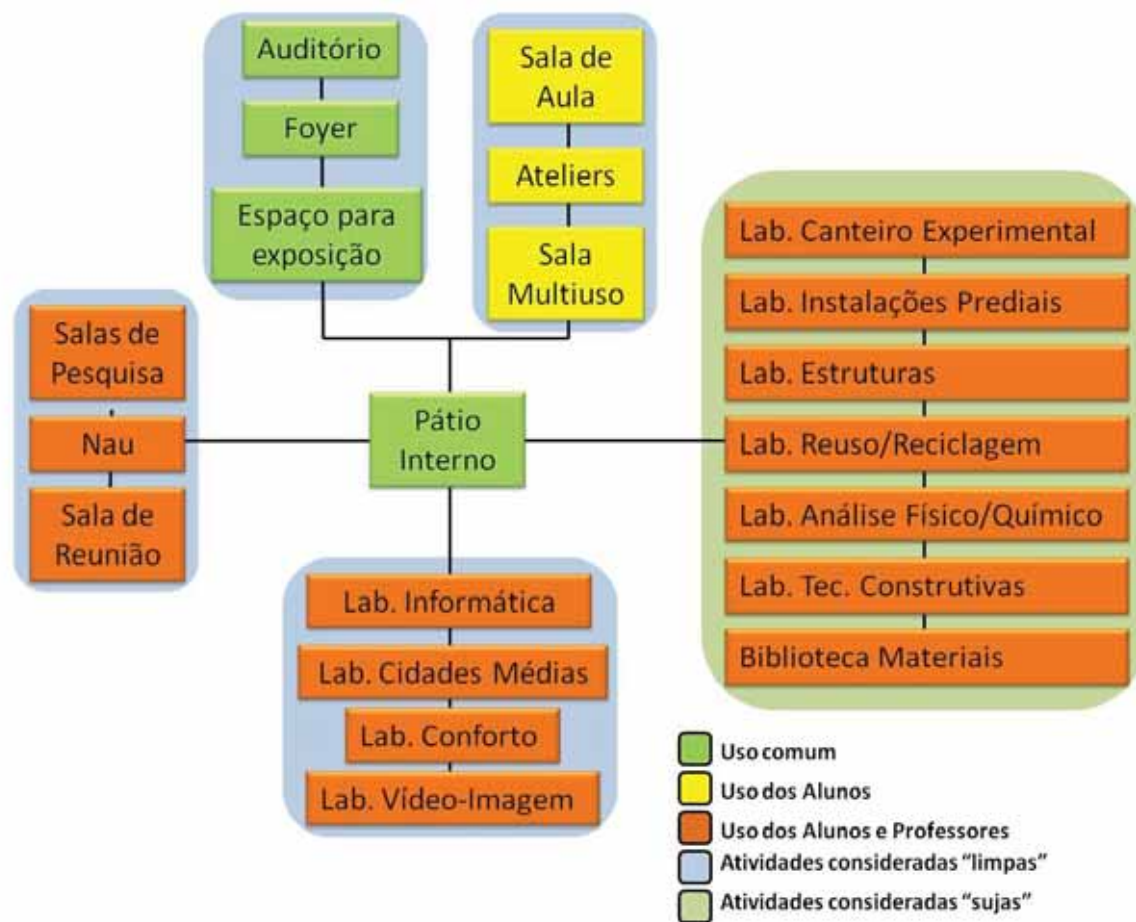 Auditório
Foyer
Espaço para
exposição
Sala de
Aula
Ateliers
Sala
Multiuso
Salas de
Pesquisa
Nau
Sala de
Reunião
Pátio
Interno
Lab. Canteiro Experimental
Lab. Instalações Prediais
Lab. Estruturas
Lab. Reuso/Reciclagem
Lab. Análise Físico/Químico
Lab. Tec. Construtivas
Biblioteca Materiais
Lab. Informática
Lab. Cidades Médias
Lab. Conforto
Lab. Vídeo-Imagem
Uso comum
Uso dos Alunos
Uso dos Alunos e Professores
Atividades consideradas "limpas"
Atividades consideradas "sujas"